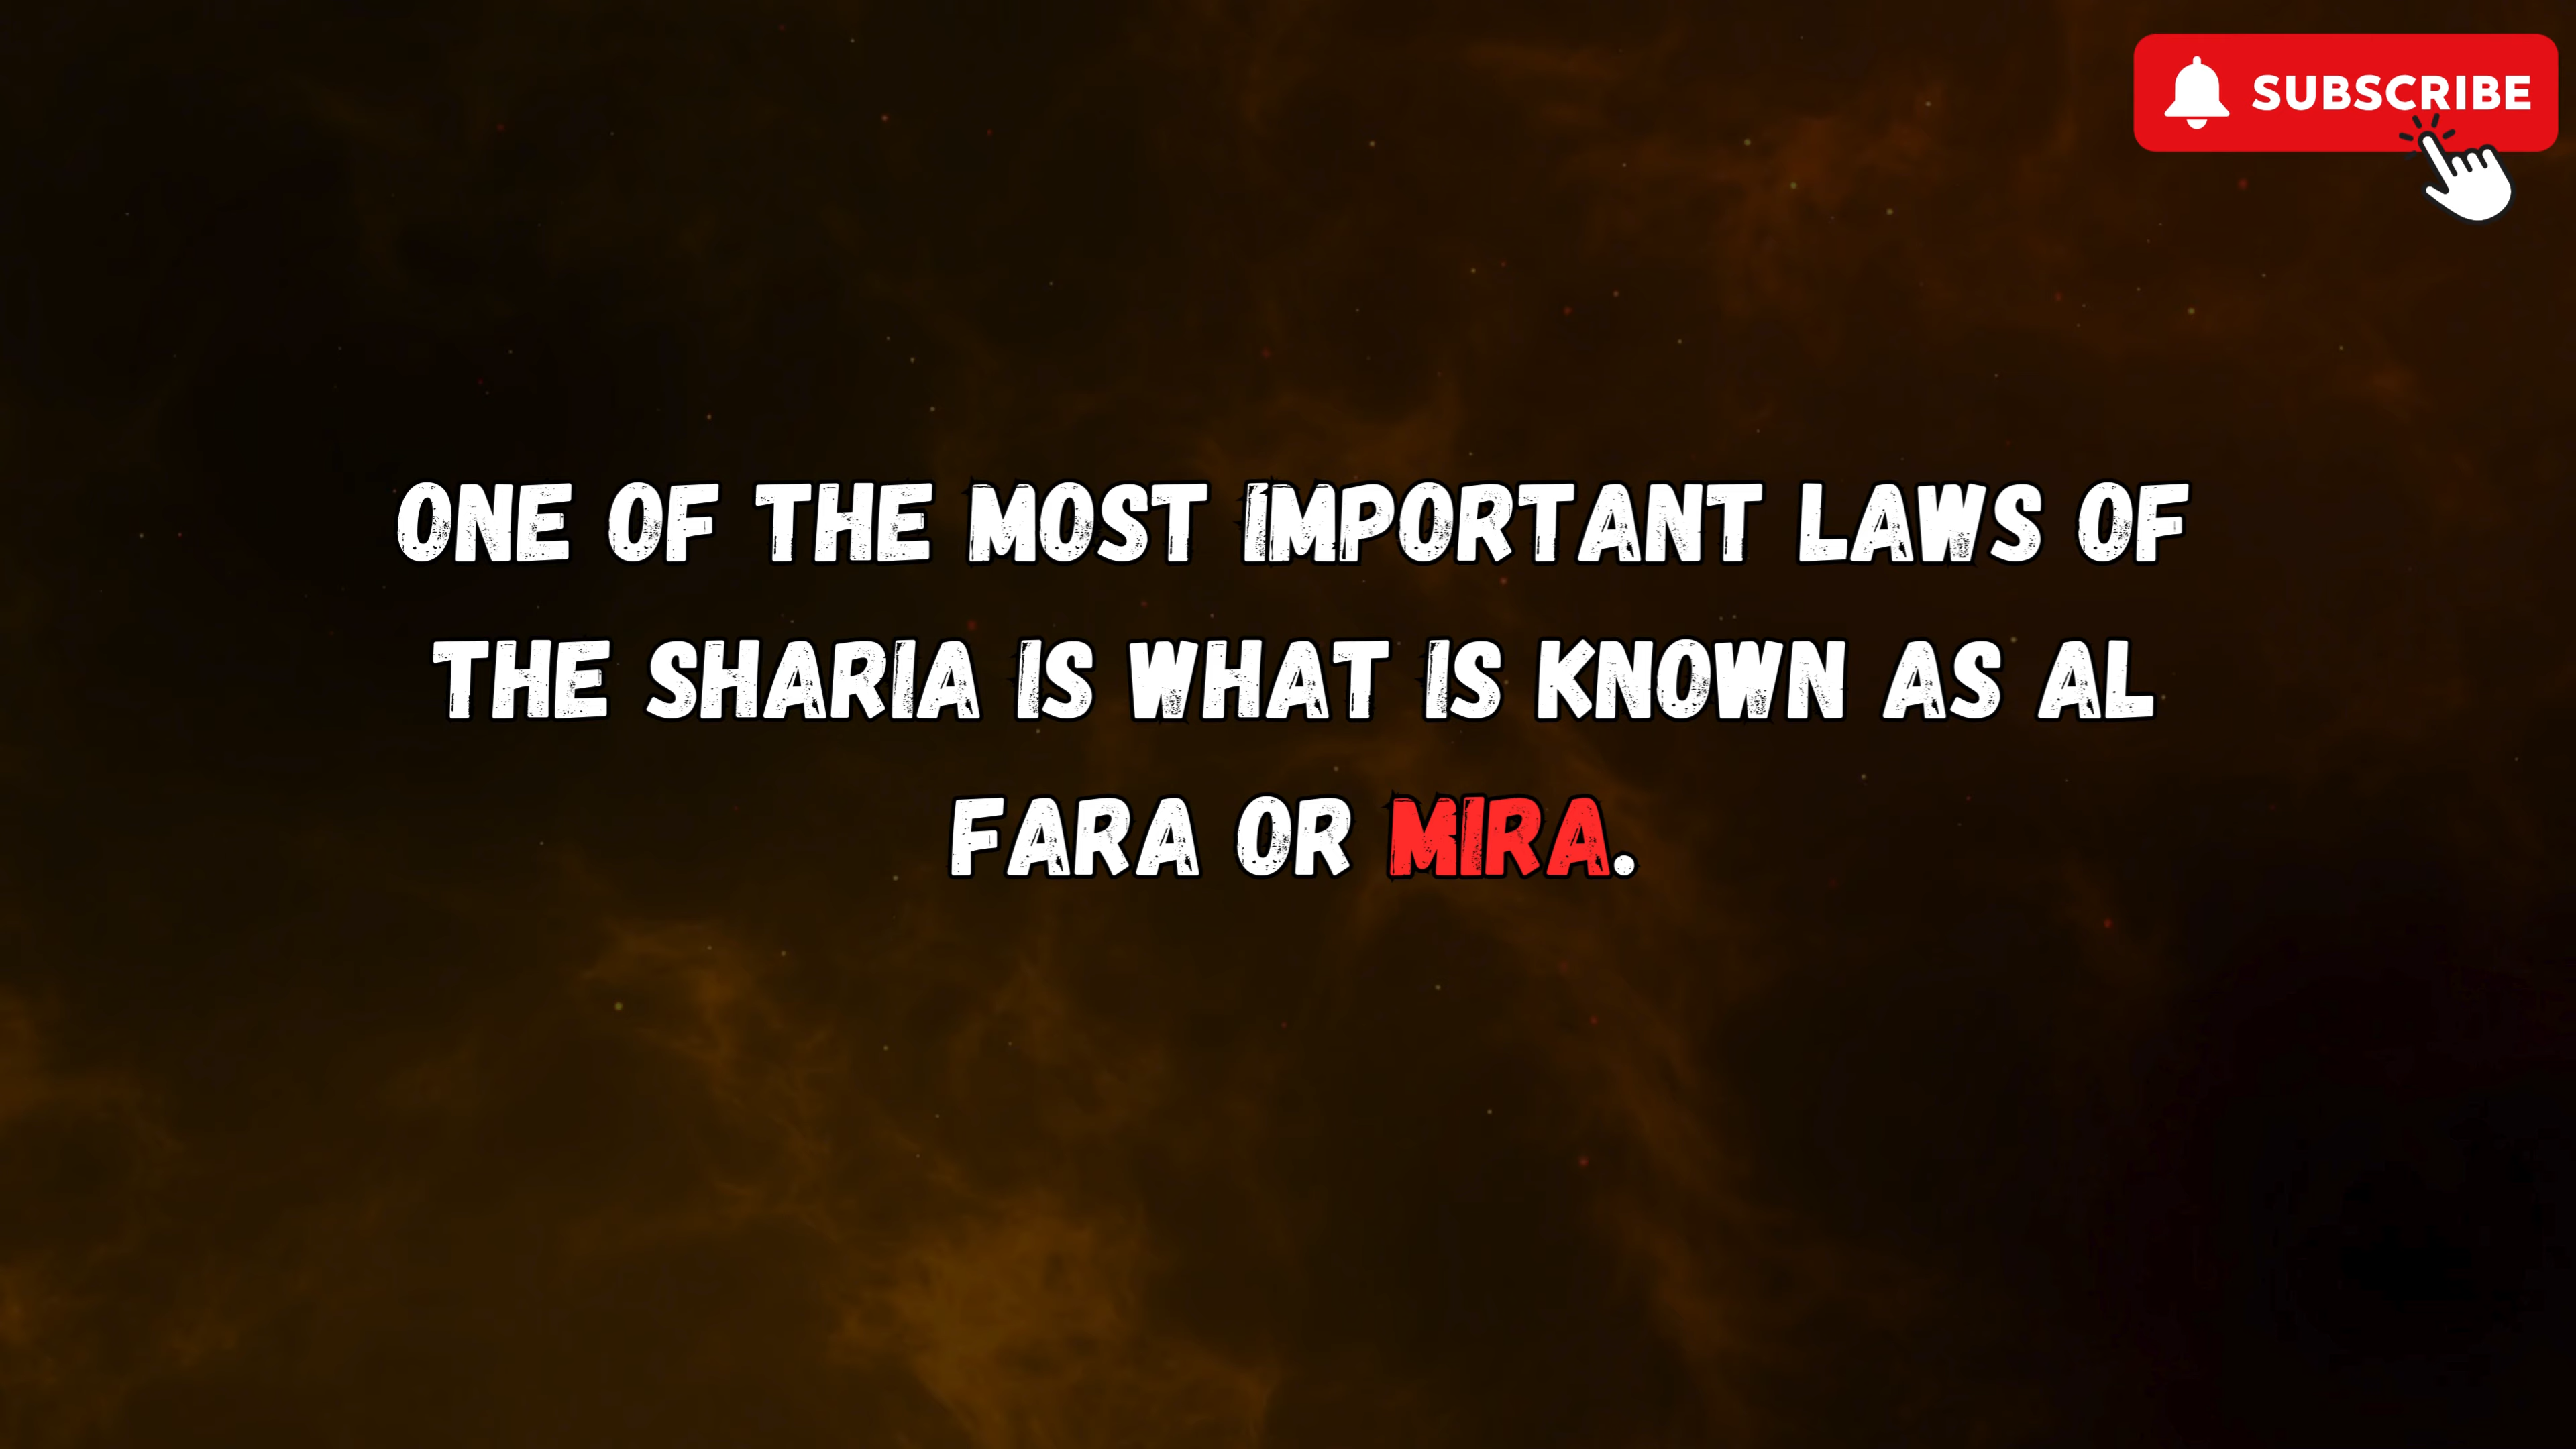 SUBSCRIBE
ONE OF THE MOST IMPORTANT LAWS OF
THE SHARIA IS WHAT IS KNOWN AS AL
FARA OR MIRA.